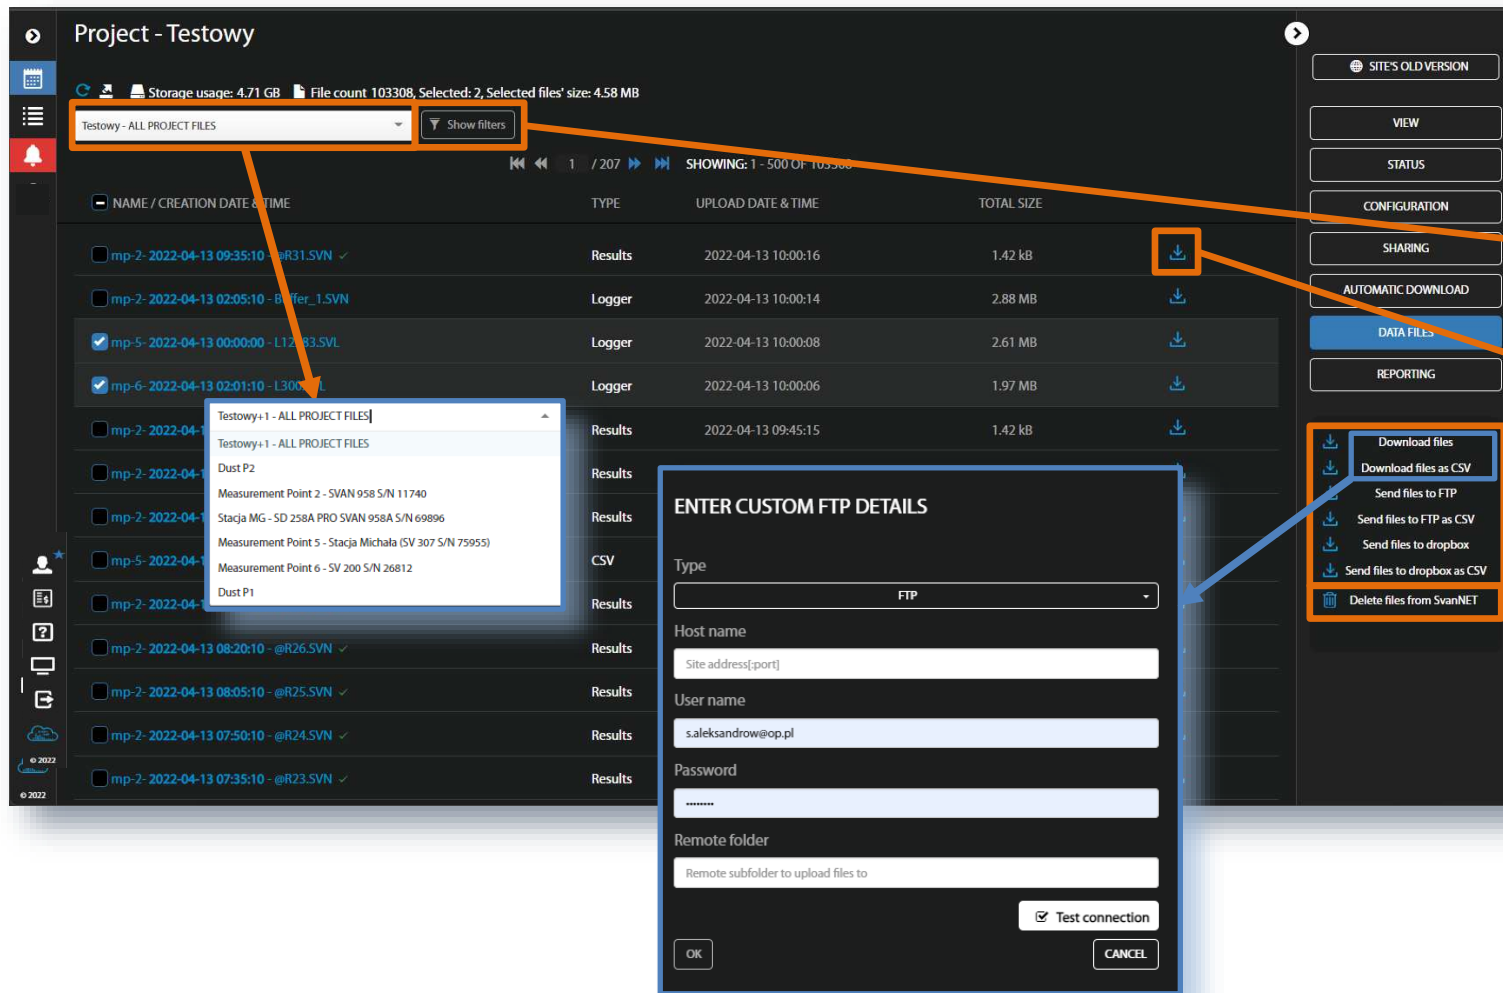 Project - Testowy
Storage usage: 4.71 GB File count 103308, Selected: 2, Selected files' size: 4.58 MB
Testowy - ALL PROJECT FILES
Show filters
1 / 207 SHOWING: 1 - 500 OF 103308
NAME / CREATION DATE & TIME TYPE UPLOAD DATE & TIME TOTAL SIZE
mp-2- 2022-04-13 09:35:10 - @R31.SVN Results 2022-04-13 10:00:16 1.42 kB
mp-2- 2022-04-13 02:05:10 - Buffer_1.SVN Logger 2022-04-13 10:00:14 2.88 MB
mp-5- 2022-04-13 00:00:00 Logger 2022-04-13 10:00:08 2.61 MB
mp-6- 2022-04-13 02:01:10 Logger 2022-04-13 10:00:06 1.97 MB
mp-2- 2022-04-1 Results 2022-04-13 09:45:15 1.42 kB
mp-2- 2022-04-1 Results
mp-2- 2022-04-1 Results
mp-5- 2022-04-1 CSV
mp-2- 2022-04-1 Results
mp-2- 2022-04-13 08:20:10 - @R26.SVN Results
mp-2- 2022-04-13 08:05:10 - @R25.SVN Results
mp-2- 2022-04-13 07:50:10 - @R24.SVN Results
mp-2- 2022-04-13 07:35:10 - @R23.SVN Results
Testowy+1 - ALL PROJECT FILES
Testowy+1 - ALL PROJECT FILES
Dust P2
Measurement Point 2 - SVAN 958 S/N 11740
Stacja MG - SD 258A PRO SVAN 958A S/N 69896
Measurement Point 5 - Stacja Michała (SV 307 S/N 75955)
Measurement Point 6 - SV 200 S/N 26812
Dust P1
ENTER CUSTOM FTP DETAILS
Type
FTP
Host name
Site address[:port]
User name
s.aleksandrow@op.pl
Password
••••••••
Remote folder
Remote subfolder to upload files to
Test connection
OK CANCEL
SITE'S OLD VERSION
VIEW
STATUS
CONFIGURATION
SHARING
AUTOMATIC DOWNLOAD
DATA FILES
REPORTING
Download files
Download files as CSV
Send files to FTP
Send files to FTP as CSV
Send files to dropbox
Send files to dropbox as CSV
Delete files from SvanNET
© 2022
© 2022